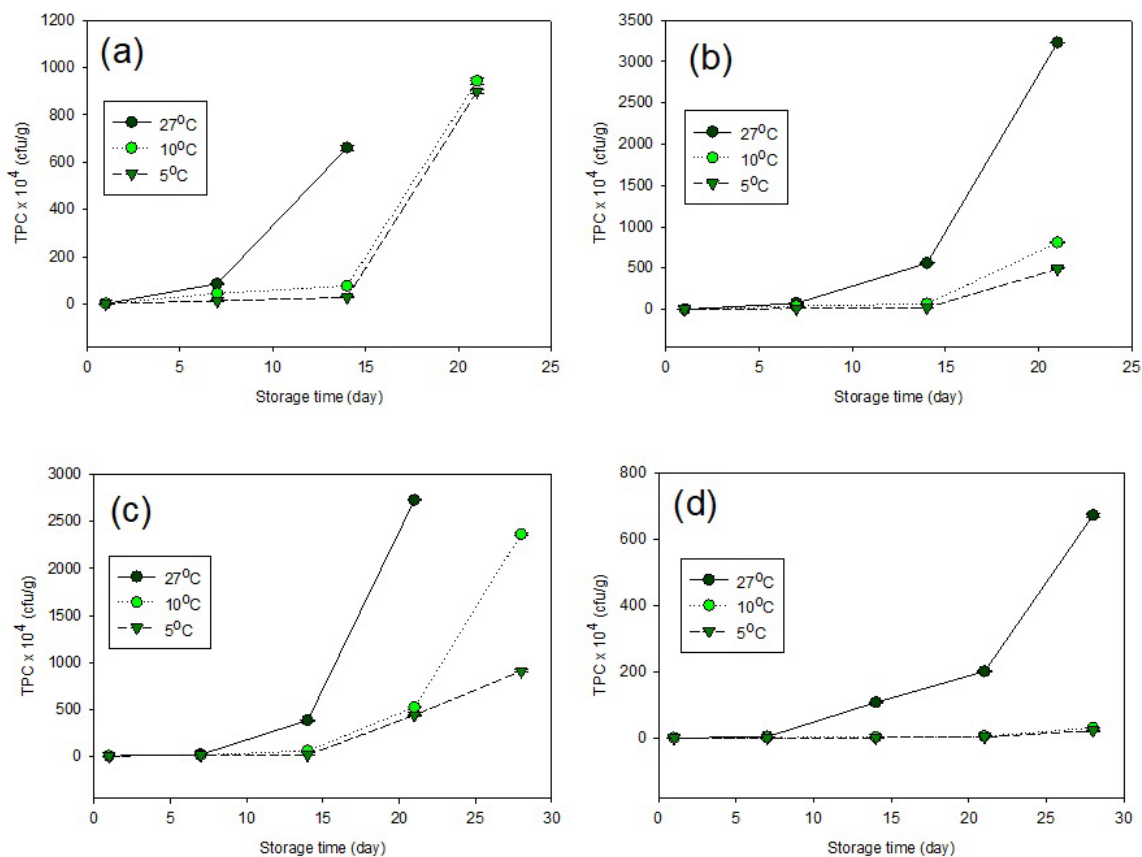 (a)
1200
1000
800
600
400
200
0
TPC x 10⁴ (cfu/g)
27⁰C
10⁰C
5⁰C
0 5 10 15 20 25
Storage time (day)
(b)
3500
3000
2500
2000
1500
1000
500
0
TPC x 10⁴ (cfu/g)
27⁰C
10⁰C
5⁰C
0 5 10 15 20 25
Storage time (day)
(c)
3000
2500
2000
1500
1000
500
0
TPC x 10⁴ (cfu/g)
27⁰C
10⁰C
5⁰C
0 5 10 15 20 25 30
Storage time (day)
(d)
800
600
400
200
0
TPC x 10⁴ (cfu/g)
27⁰C
10⁰C
5⁰C
0 5 10 15 20 25 30
Storage time (day)